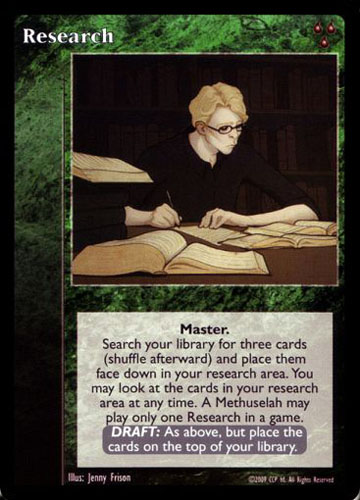 Research
Master.
Search your library for three cards
(shuffle afterward) and place them
face down in your research area. You
may look at the cards in your research
area at any time. A Methuselah may
play only one Research in a game.
DRAFT: As above, but place the
cards on the top of your library.
Illus: Jenny Frison
©2009 CCP hf. All Rights Reserved